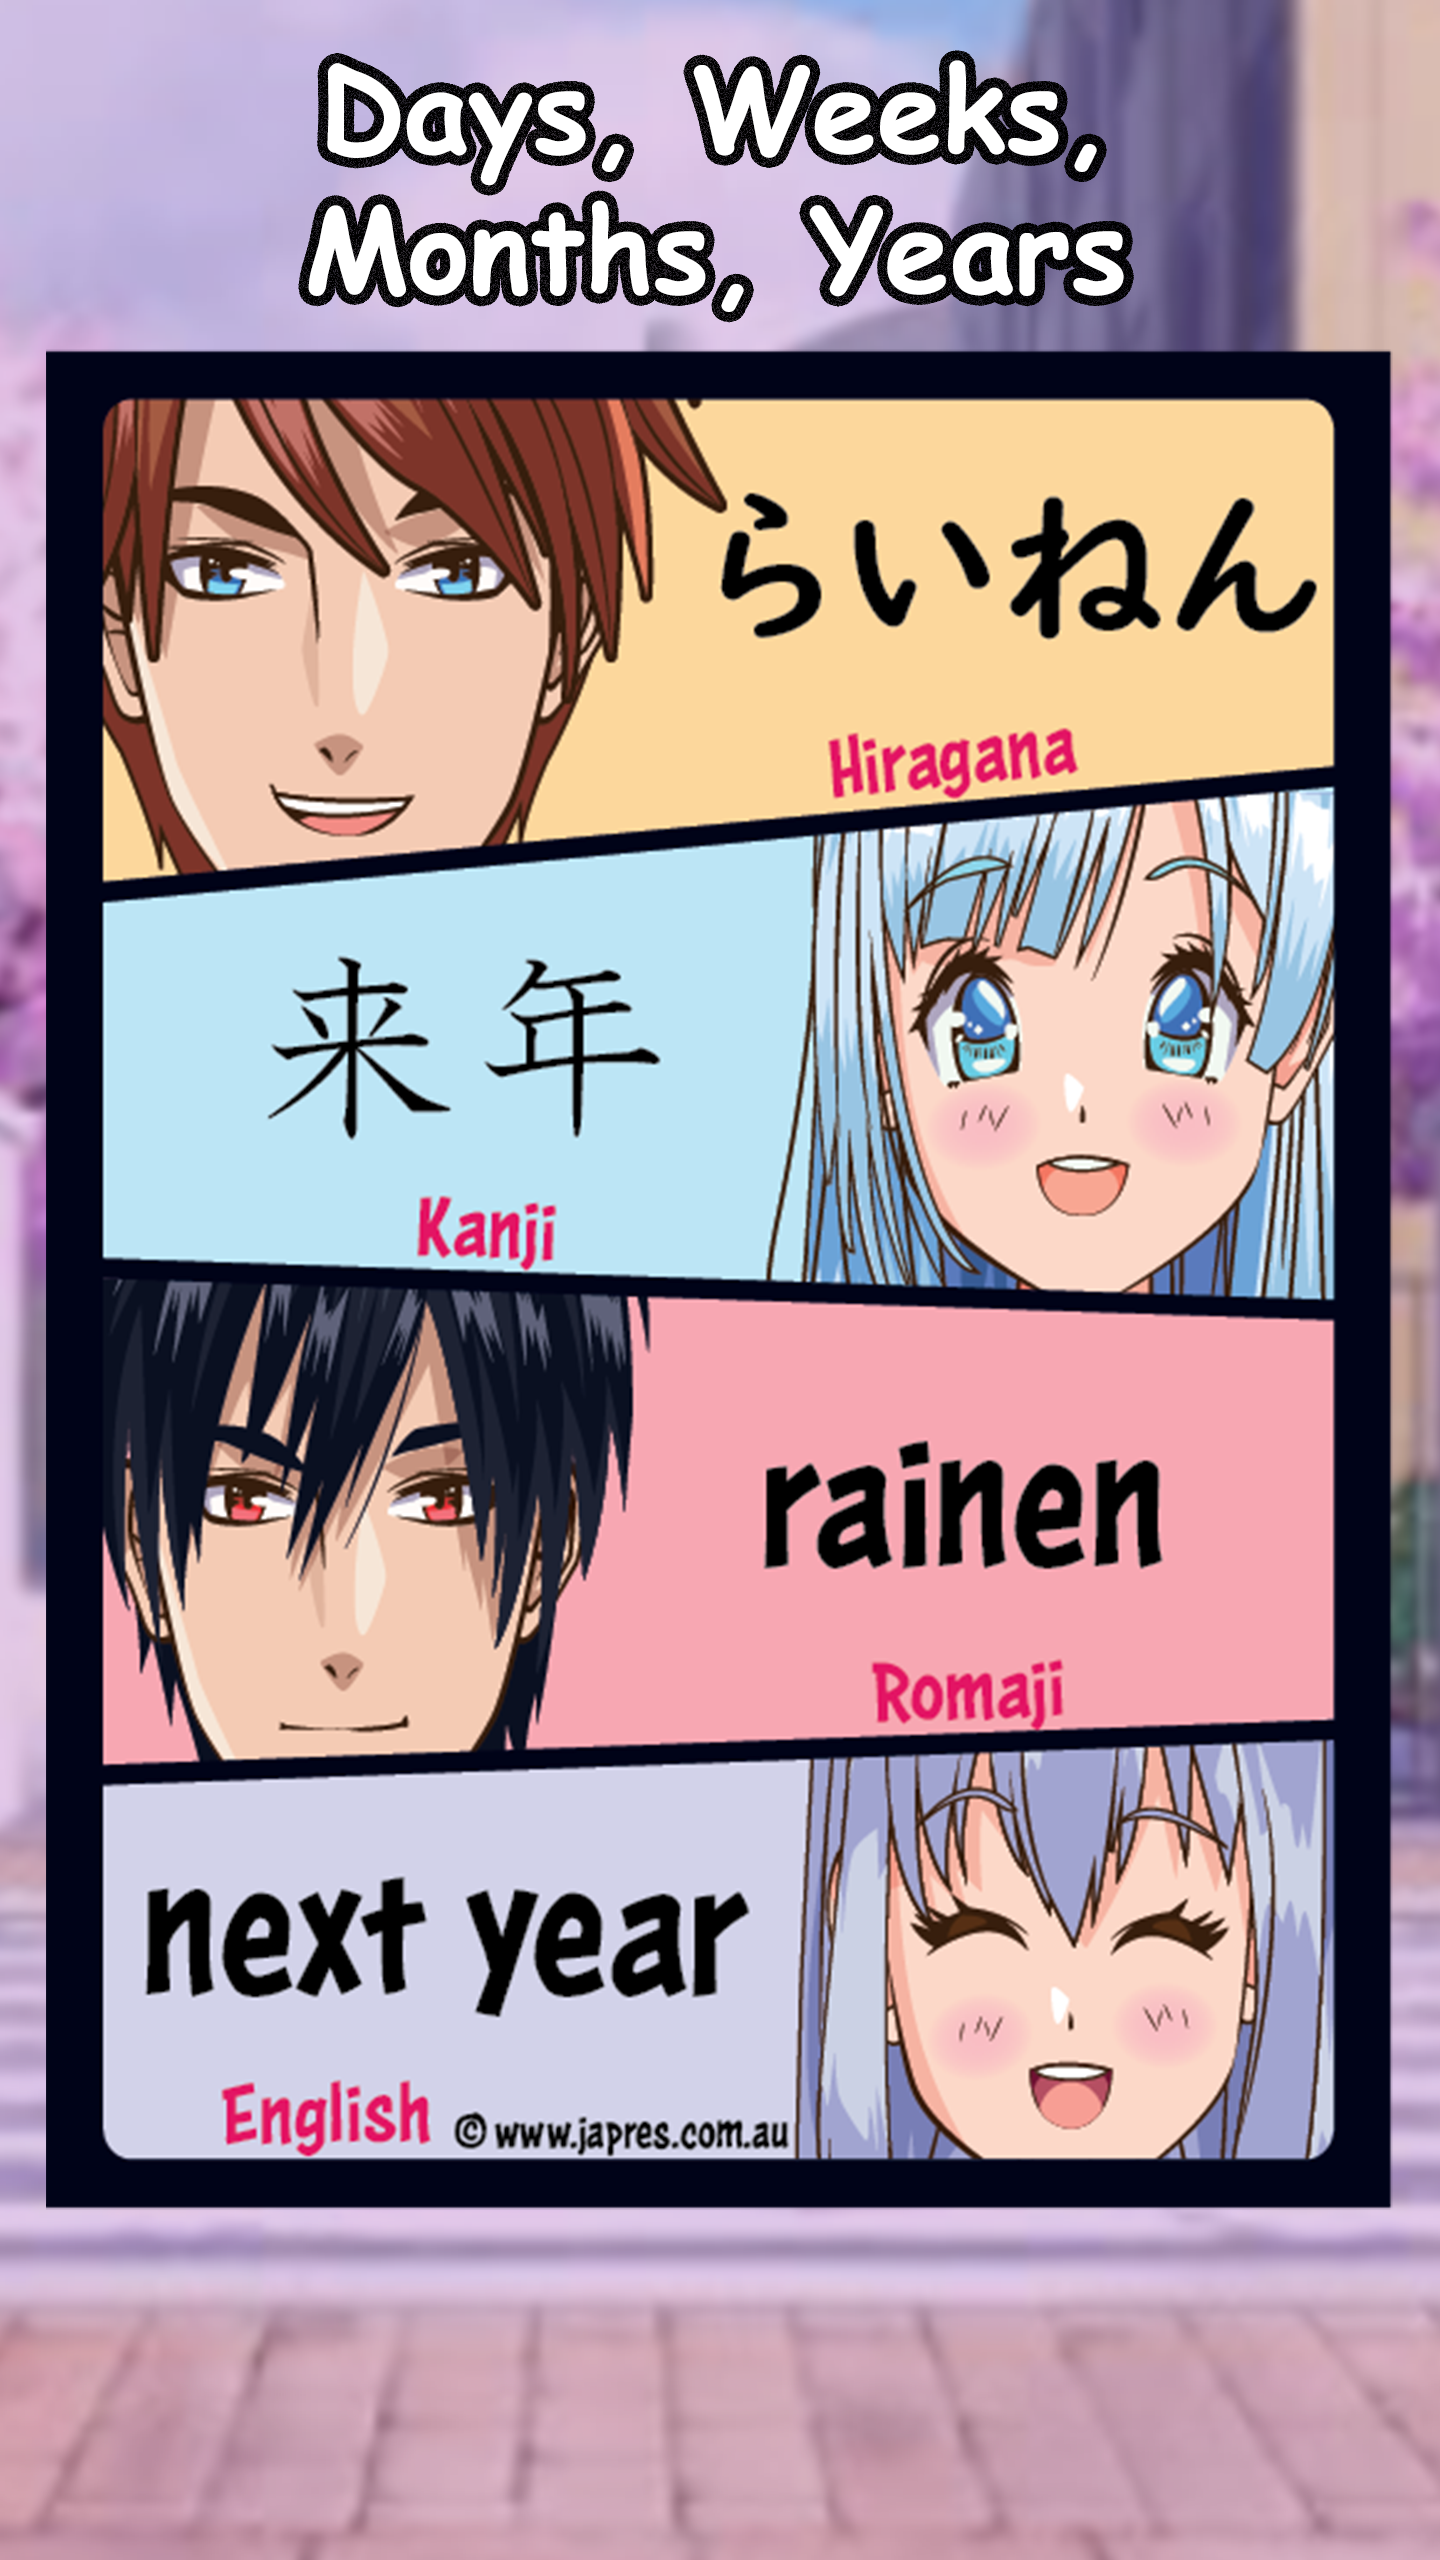 Days, Weeks,
Months, Years
らいねん
Hiragana
来年
Kanji
rainen
Romaji
next year
English
© www.japres.com.au